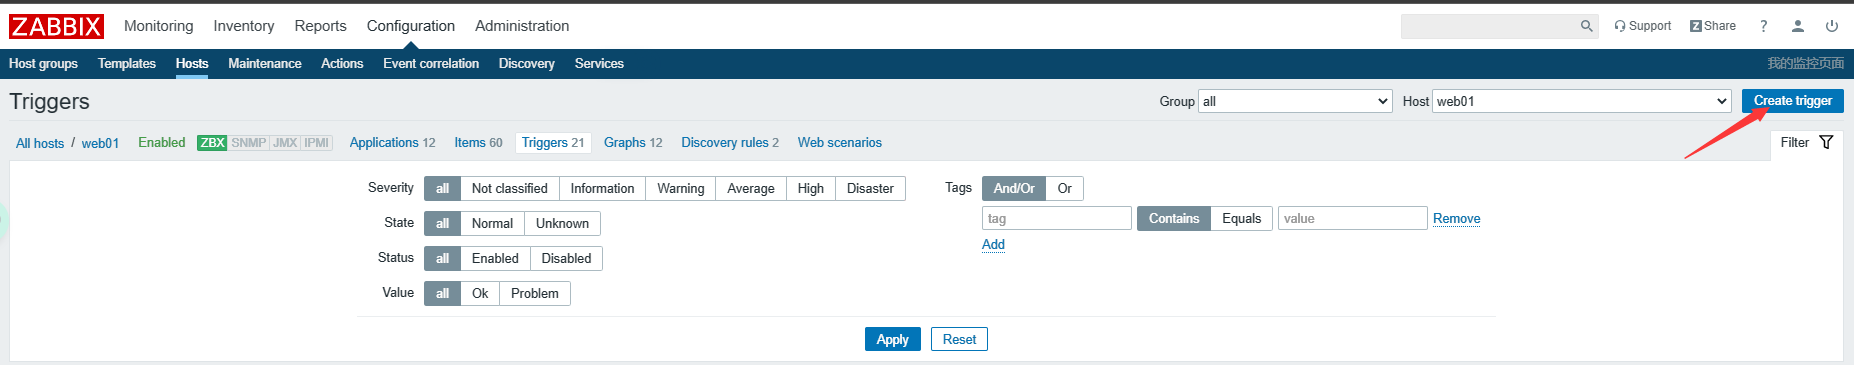 ZABBIX Monitoring Inventory Reports Configuration Administration Support Z Share ?
Host groups Templates Hosts Maintenance Actions Event correlation Discovery Services 我的监控页面
Triggers Group all Host web01 Create trigger
All hosts / web01 Enabled ZBX SNMP JMX IPMI Applications 12 Items 60 Triggers 21 Graphs 12 Discovery rules 2 Web scenarios Filter
Severity all Not classified Information Warning Average High Disaster Tags And/Or Or
State all Normal Unknown tag Contains Equals value Remove
Add
Status all Enabled Disabled
Value all Ok Problem
Apply Reset